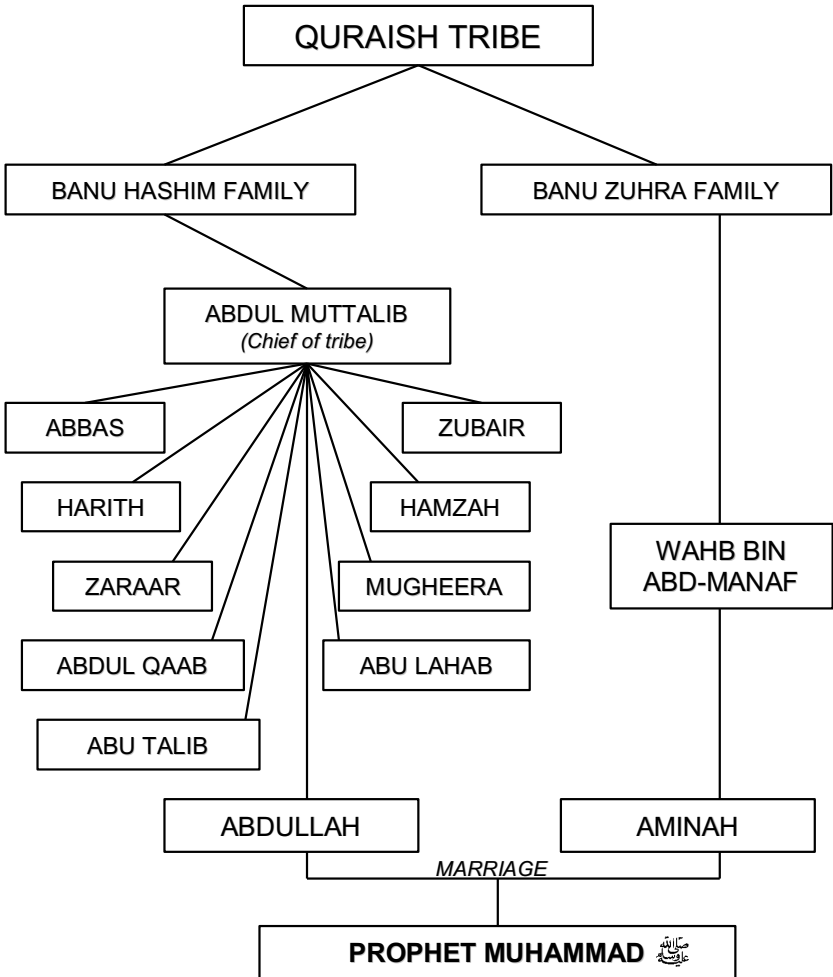 QURAISH TRIBE
BANU HASHIM FAMILY
BANU ZUHRA FAMILY
ABDUL MUTTALIB
(Chief of tribe)
ABBAS
ZUBAIR
HARITH
HAMZAH
WAHB BIN
ABD-MANAF
ZARAAR
MUGHEERA
ABDUL QAAB
ABU LAHAB
ABU TALIB
ABDULLAH
AMINAH
MARRIAGE
PROPHET MUHAMMAD ﷺ